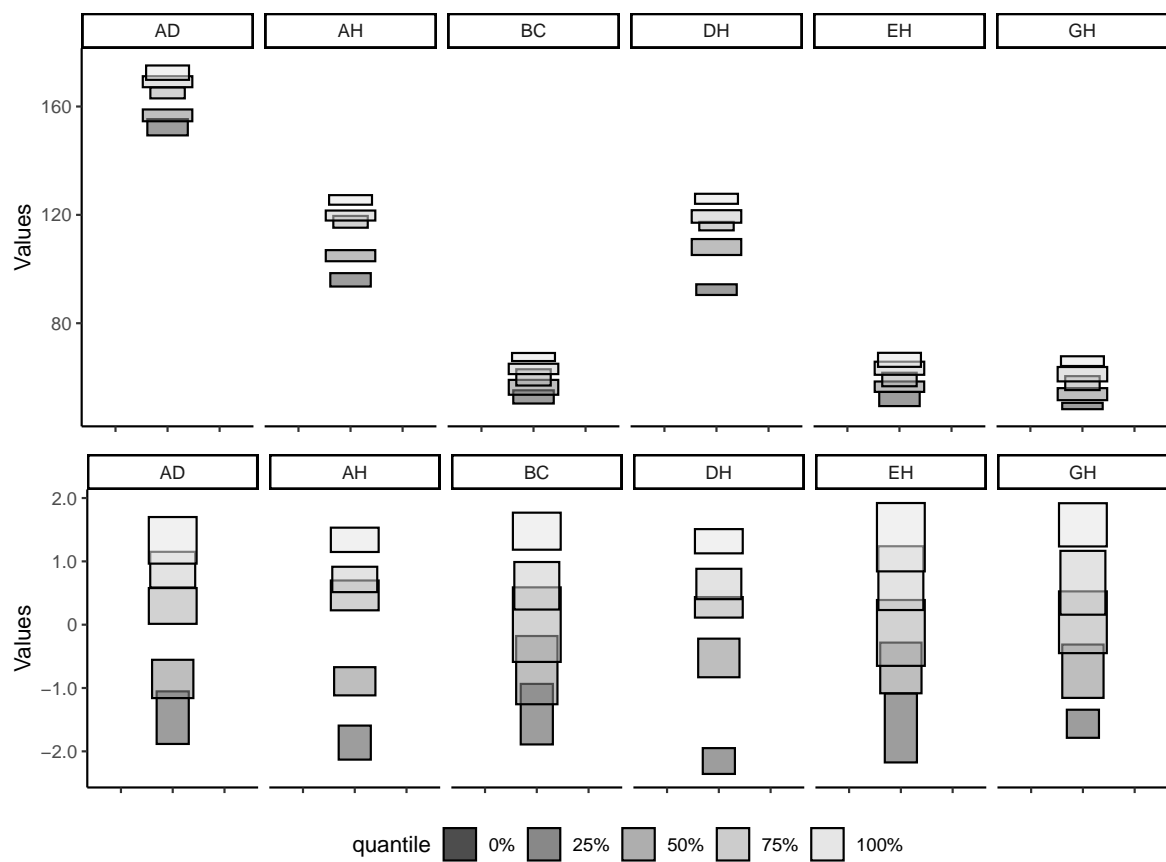 AD AH BC DH EH GH
160
120
80
Values
AD AH BC DH EH GH
2.0
1.0
0
−1.0
−2.0
Values
quantile 0% 25% 50% 75% 100%